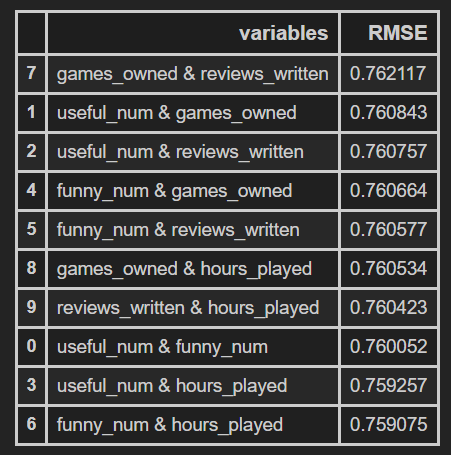 variables RMSE
7 games_owned & reviews_written 0.762117
1 useful_num & games_owned 0.760843
2 useful_num & reviews_written 0.760757
4 funny_num & games_owned 0.760664
5 funny_num & reviews_written 0.760577
8 games_owned & hours_played 0.760534
9 reviews_written & hours_played 0.760423
0 useful_num & funny_num 0.760052
3 useful_num & hours_played 0.759257
6 funny_num & hours_played 0.759075